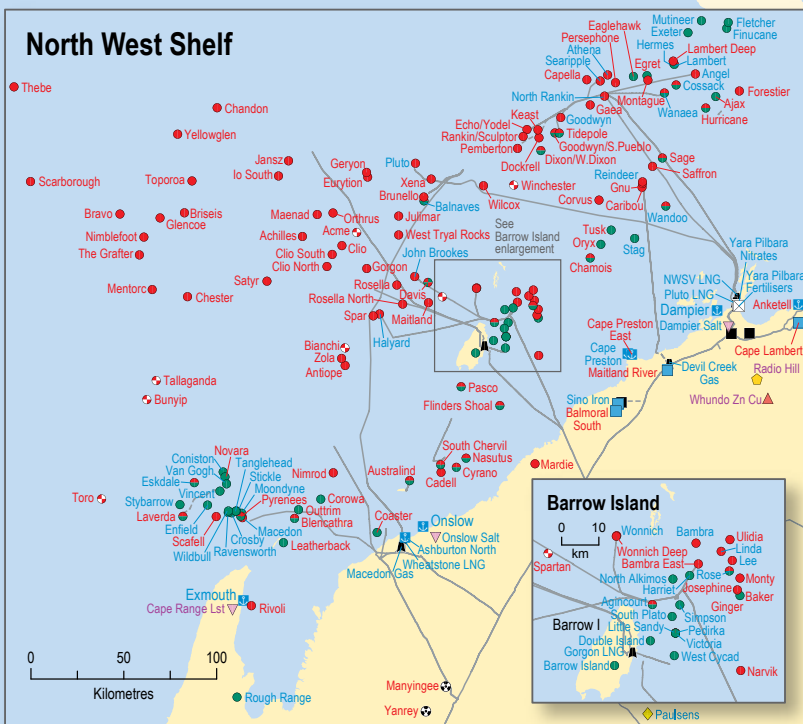 North West Shelf
Thebe
Chandon
Yellowglen
Scarborough
Toporoa
Jansz
Io South
Geryon
Eurytion
Pluto
Xena
Brunello
Balnaves
Bravo
Briseis
Glencoe
Nimblefoot
The Grafter
Maenad
Orthrus
Acme
Achilles
Clio
Clio South
Clio North
Julimar
West Tryal Rocks
John Brookes
Mentorc
Chester
Satyr
Gorgon
Rosella
Rosella North
Davis
Spar
Maitland
Halyard
Bianchi
Zola
Antiope
Tallaganda
Bunyip
Eaglehawk
Persephone
Athena
Searipple
Capella
Egret
North Rankin
Mutineer
Exeter
Hermes
Fletcher
Finucane
Lambert Deep
Lambert
Angel
Cossack
Forestier
Ajax
Wanaea
Hurricane
Montague
Gaea
Goodwyn
Keast
Echo/Yodel
Rankin/Sculptor
Pemberton
Tidepole
Goodwyn/S.Pueblo
Dixon/W.Dixon
Dockrell
Sage
Saffron
Reindeer
Gnu
Caribou
Corvus
Wandoo
Winchester
Wilcox
Tusk
Oryx
Stag
Chamois
See
Barrow Island
enlargement
Yara Pilbara
Nitrates
Yara Pilbara
Fertilisers
NWSV LNG
Pluto LNG
Anketell
Dampier
Dampier Salt
Cape Lambert
Cape Preston
East
Cape
Preston
Maitland River
Devil Creek
Gas
Radio Hill
Whundo Zn Cu
Sino Iron
Balmoral
South
Pasco
Flinders Shoal
South Chervil
Nasutus
Cyrano
Cadell
Australind
Mardie
Coniston
Novara
Van Gogh
Eskdale
Vincent
Stybarrow
Laverda
Enfield
Scafell
Wildbull
Ravensworth
Crosby
Macedon
Tanglehead
Stickle
Moondyne
Pyrenees
Nimrod
Corowa
Outtrim
Blencathra
Leatherback
Toro
Coaster
Onslow
Onslow Salt
Ashburton North
Wheatstone LNG
Macedon Gas
Exmouth
Cape Range Lst
Rivoli
0 50 100
Kilometres
Rough Range
Manyingee
Yanrey
Paulsens
Barrow Island
0 10
km
Wonnich
Wonnich Deep
Bambra
Bambra East
Ulidia
Linda
Lee
Spartan
North Alkimos
Rose
Harriet
Monty
Josephine
Baker
Ginger
Agincourt
South Plato
Simpson
Little Sandy
Pedirka
Barrow I
Double Island
Victoria
Gorgon LNG
West Cycad
Barrow Island
Narvik